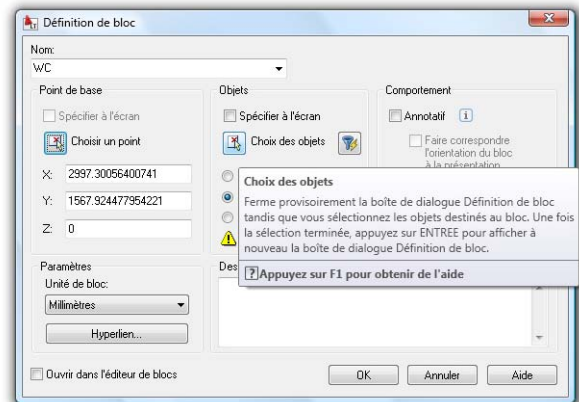 Définition de bloc
Nom:
WC
Point de base
Spécifier à l'écran
Choisir un point
X: 2997.30056400741
Y: 1567.924477954221
Z: 0
Objets
Spécifier à l'écran
Choix des objets
Comportement
Annotatif
Faire correspondre
l'orientation du bloc
à la présentation
Choix des objets
Ferme provisoirement la boîte de dialogue Définition de bloc
tandis que vous sélectionnez les objets destinés au bloc. Une fois
la sélection terminée, appuyez sur ENTREE pour afficher à
nouveau la boîte de dialogue Définition de bloc.
Appuyez sur F1 pour obtenir de l'aide
Paramètres
Unité de bloc:
Millimètres
Hyperlien...
Des
Ouvrir dans l'éditeur de blocs
OK
Annuler
Aide